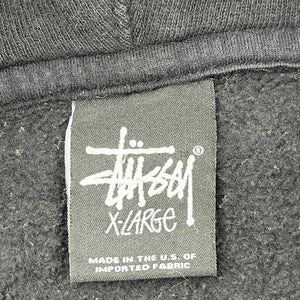 Stüssy ®
X-LARGE
MADE IN THE U.S. OF
IMPORTED FABRIC